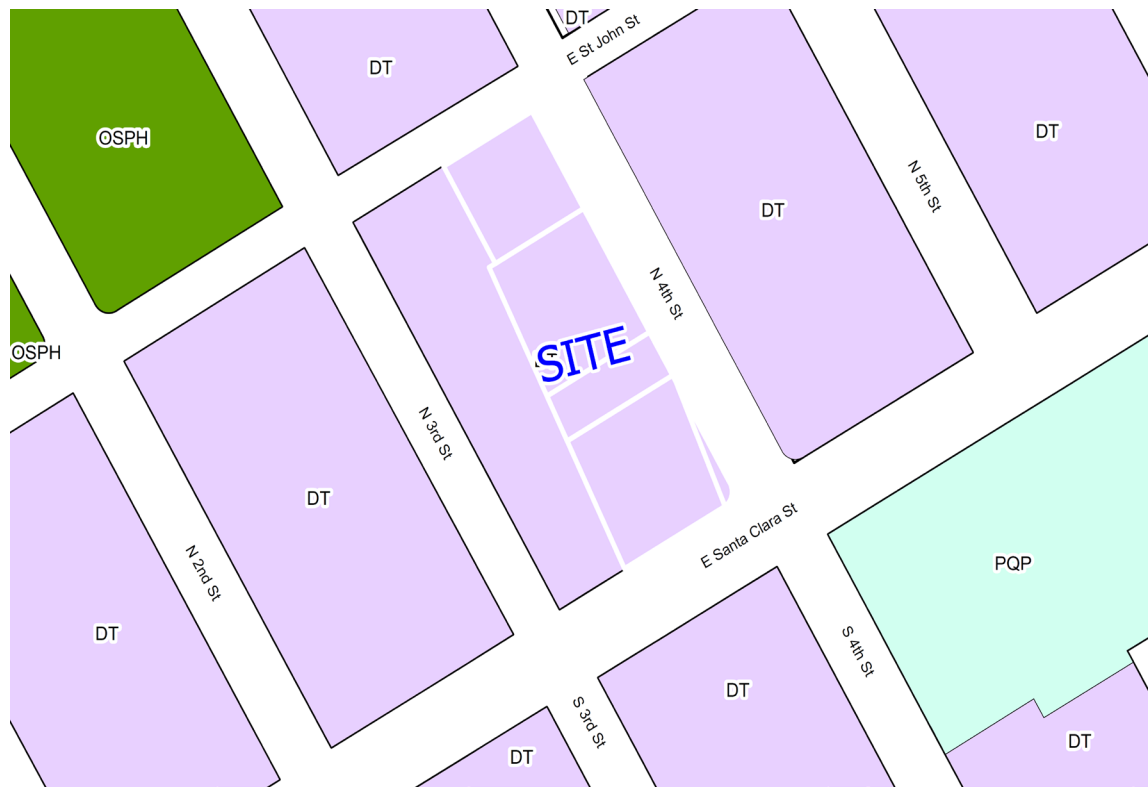 DT
E St John St
DT
OSPH
DT
N 5th St
DT
N 4th St
OSPH
SITE
N 3rd St
DT
E Santa Clara St
PQP
N 2nd St
DT
S 4th St
DT
S 3rd St
DT
DT